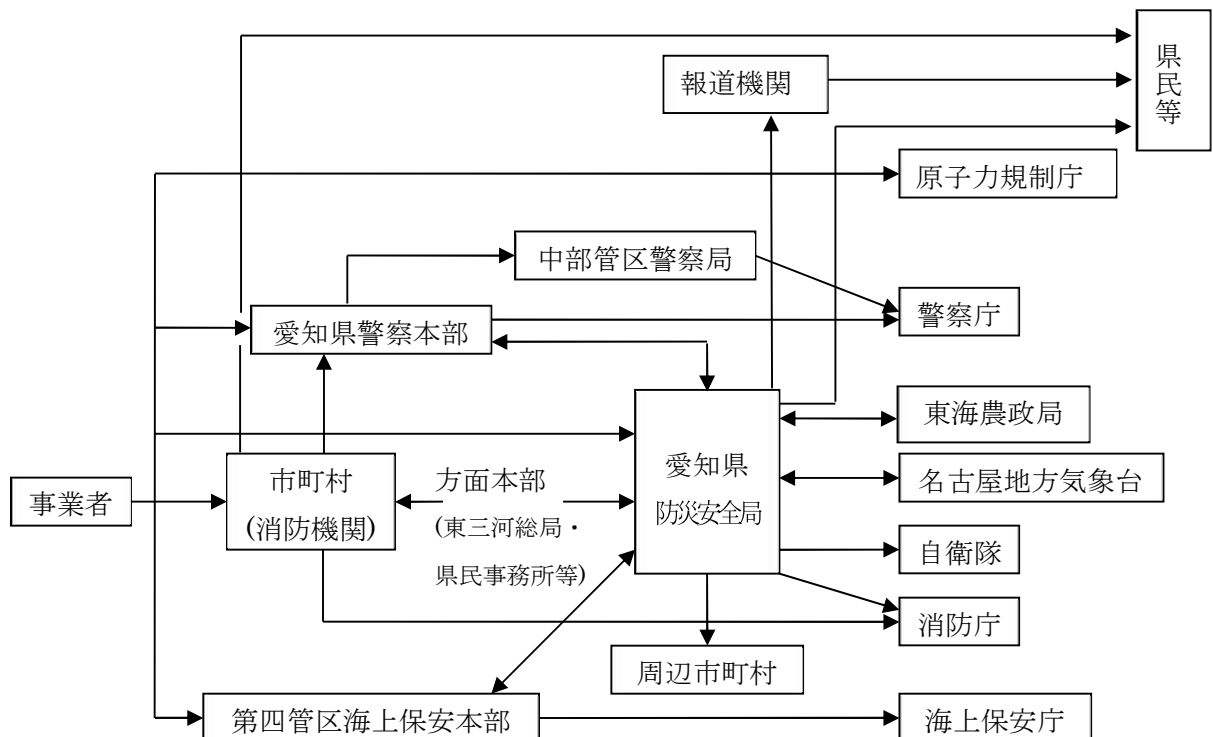 県民等
報道機関
原子力規制庁
中部管区警察局
警察庁
愛知県警察本部
東海農政局
愛知県
防災安全局
名古屋地方気象台
市町村
(消防機関)
方面本部
(東三河総局・
県民事務所等)
事業者
自衛隊
消防庁
周辺市町村
第四管区海上保安本部
海上保安庁